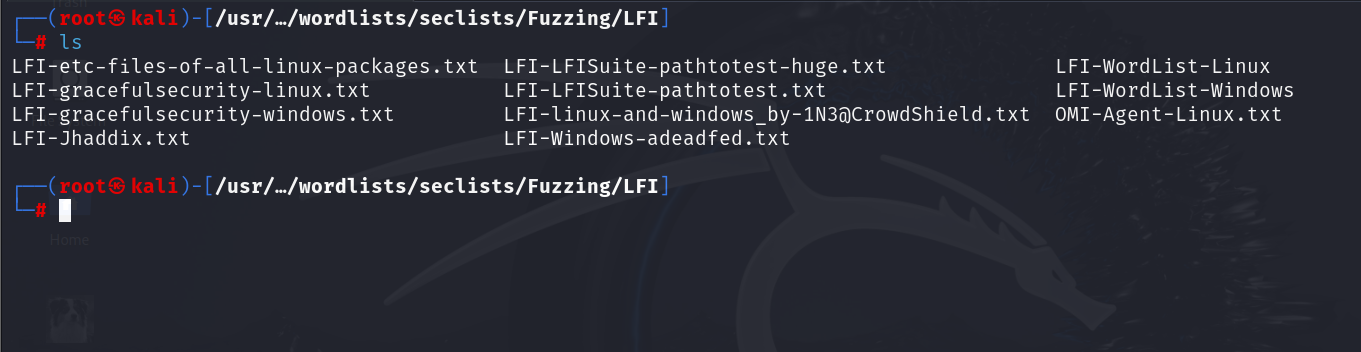 Trash
┌──(root㉿kali)-[/usr/…/wordlists/seclists/Fuzzing/LFI]
└─# ls
LFI-etc-files-of-all-linux-packages.txt  LFI-LFISuite-pathtotest-huge.txt              LFI-WordList-Linux
LFI-gracefulsecurity-linux.txt           LFI-LFISuite-pathtotest.txt                   LFI-WordList-Windows
LFI-gracefulsecurity-windows.txt         LFI-linux-and-windows_by-1N3@CrowdShield.txt  OMI-Agent-Linux.txt
LFI-Jhaddix.txt                          LFI-Windows-adeadfed.txt
┌──(root㉿kali)-[/usr/…/wordlists/seclists/Fuzzing/LFI]
└─#
Home